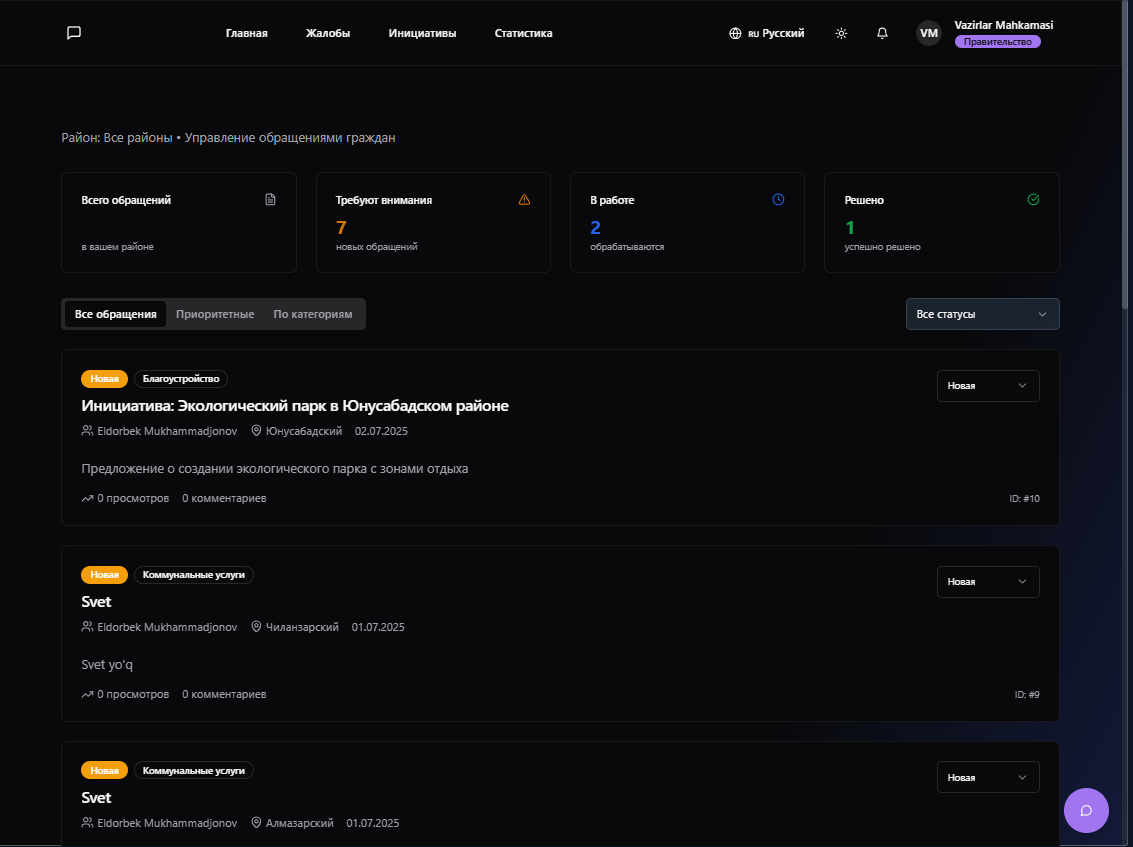 Главная Жалобы Инициативы Статистика RU Русский VM Vazirlar Mahkamasi
Правительство
Район: Все районы • Управление обращениями граждан
Всего обращений
в вашем районе
Требуют внимания
7
новых обращений
В работе
2
обрабатываются
Решено
1
успешно решено
Все обращения Приоритетные По категориям Все статусы
Новая Благоустройство Новая
Инициатива: Экологический парк в Юнусабадском районе
Eldorbek Mukhammadjonov Юнусабадский 02.07.2025
Предложение о создании экологического парка с зонами отдыха
0 просмотров 0 комментариев ID: #10
Новая Коммунальные услуги Новая
Svet
Eldorbek Mukhammadjonov Чиланзарский 01.07.2025
Svet yo'q
0 просмотров 0 комментариев ID: #9
Новая Коммунальные услуги Новая
Svet
Eldorbek Mukhammadjonov Алмазарский 01.07.2025